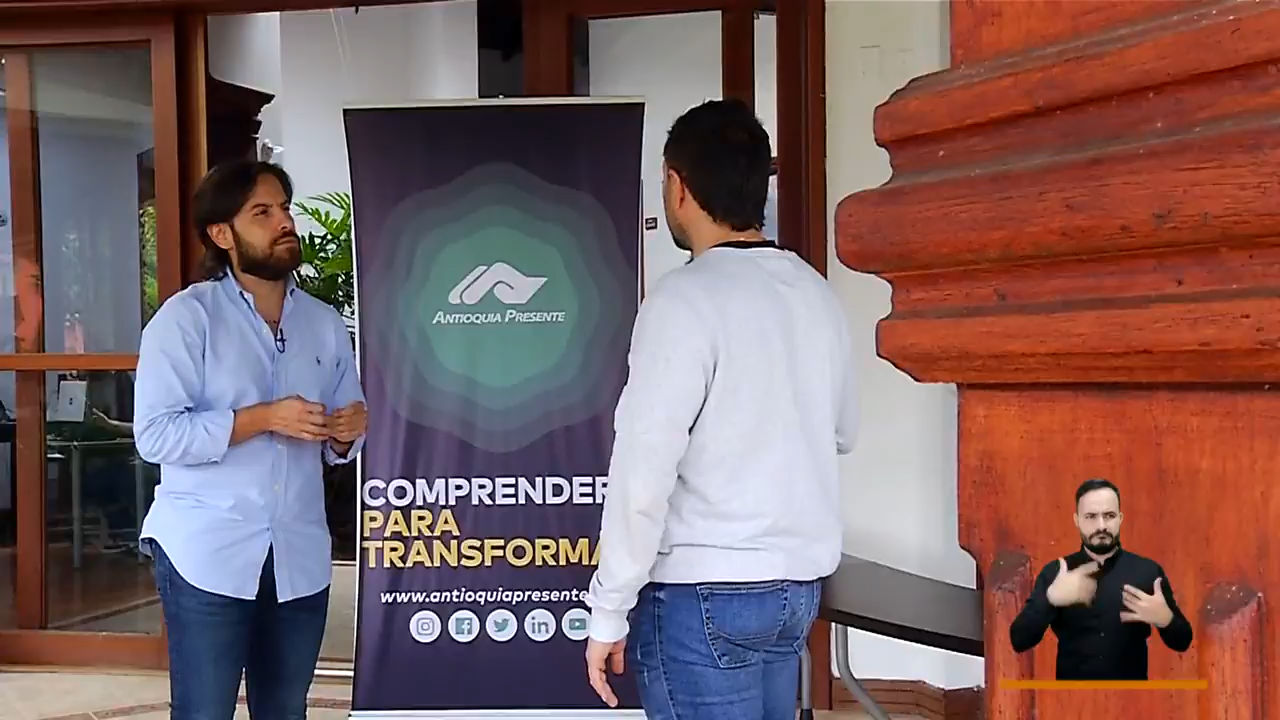 ANTIOQUIA PRESENTE
COMPRENDER
PARA
TRANSFORMA
www.antioquiapresente